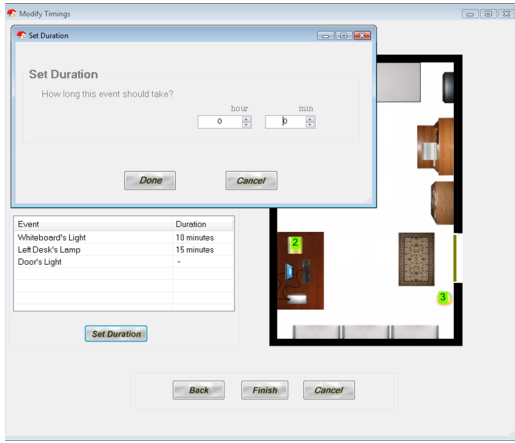 Modify Timings
Set Duration
Set Duration
How long this event should take?
hour min
0 0
Done Cancel
Event Duration
Whiteboard's Light 10 minutes
Left Desk's Lamp 15 minutes
Door's Light -
2
3
Set Duration
Back Finish Cancel